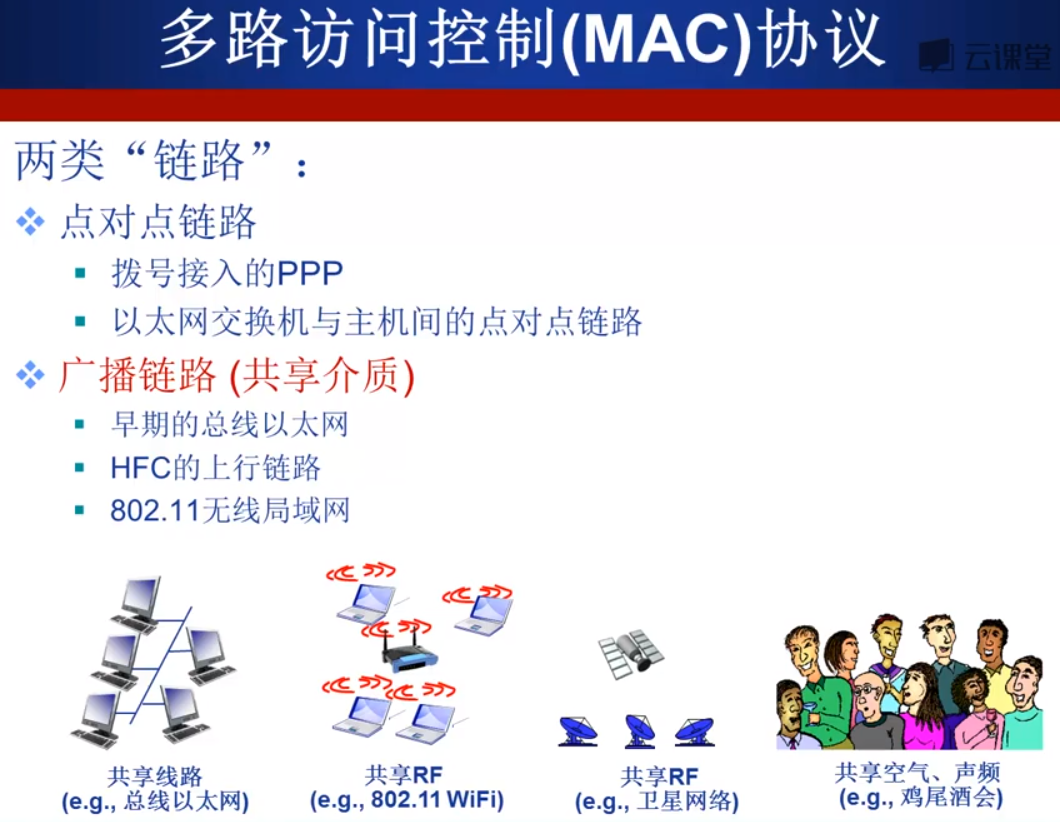 多路访问控制(MAC)协议
云课堂
两类“链路”：
点对点链路
拨号接入的PPP
以太网交换机与主机间的点对点链路
广播链路 (共享介质)
早期的总线以太网
HFC的上行链路
802.11无线局域网
共享线路
(e.g., 总线以太网)
共享RF
(e.g., 802.11 WiFi)
共享RF
(e.g., 卫星网络)
共享空气、声频
(e.g., 鸡尾酒会)